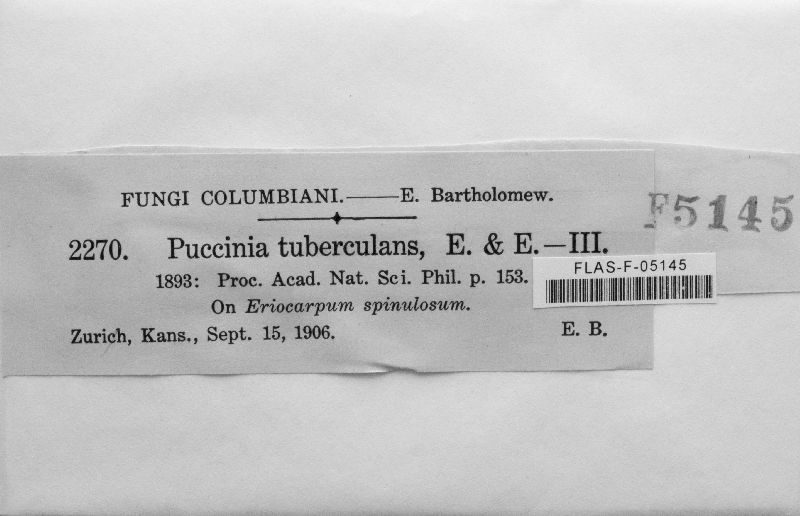 FUNGI COLUMBIANI.——E. Bartholomew.
F5145
2270. Puccinia tuberculans, E. & E.—III.
1893: Proc. Acad. Nat. Sci. Phil. p. 153.
FLAS-F-05145
On Eriocarpum spinulosum.
Zurich, Kans., Sept. 15, 1906. E. B.